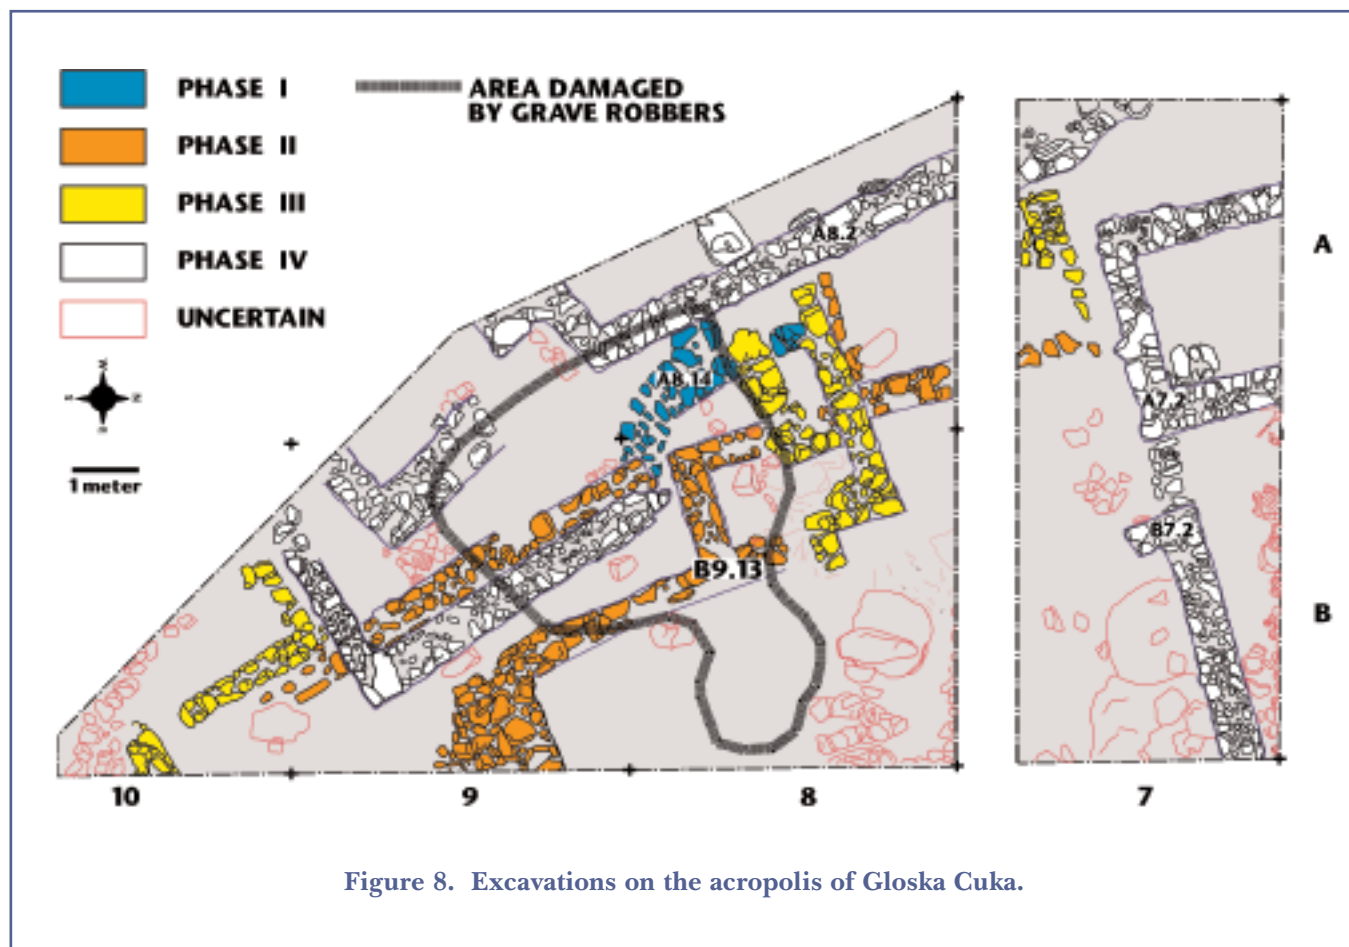 PHASE I
PHASE II
PHASE III
PHASE IV
UNCERTAIN
AREA DAMAGED
BY GRAVE ROBBERS
1 meter
A8.2
A8.14
B9.13
A7.2
B7.2
A
B
10 9 8 7
Figure 8. Excavations on the acropolis of Gloska Cuka.